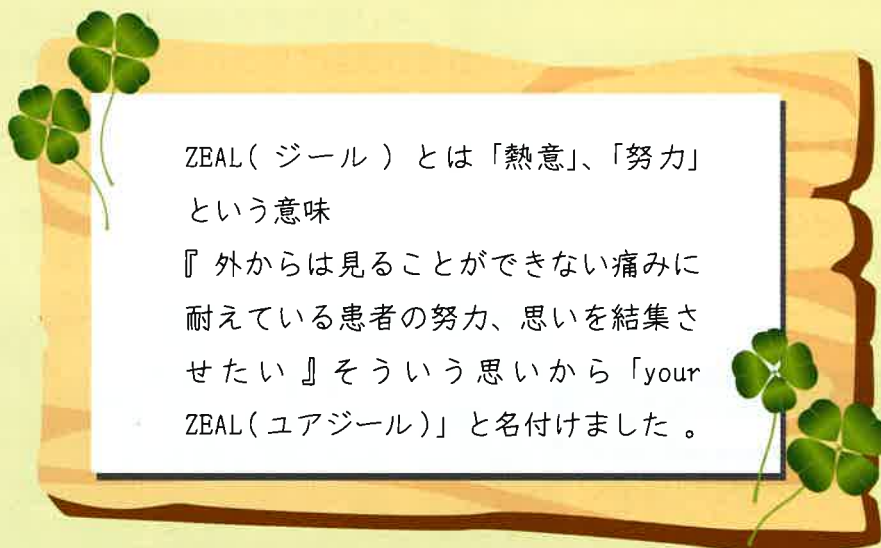 ZEAL( ジール ) とは「熱意」、「努力」
という意味
『 外からは見ることができない痛みに
耐えている患者の努力、思いを結集さ
せたい 』そういう思いから「your
ZEAL(ユアジール)」と名付けました 。